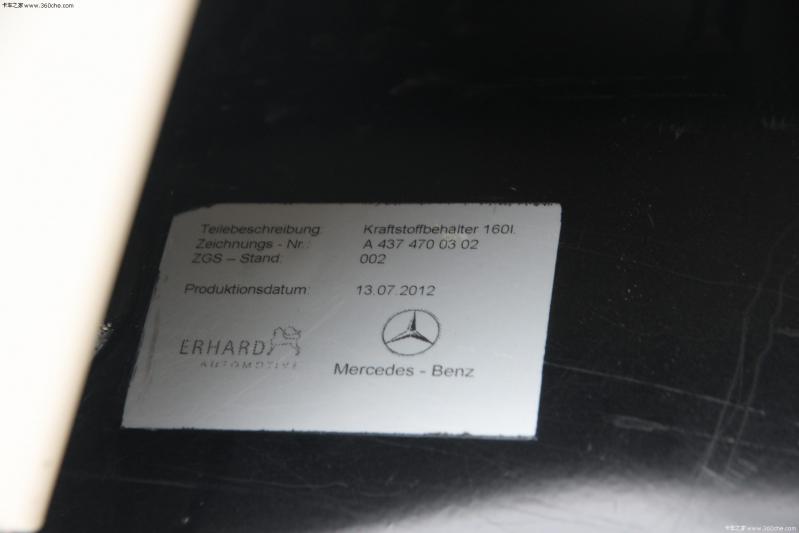 卡车之家 www.360che.com
Teilebeschreibung: Kraftstoffbehälter 160l.
Zeichnungs - Nr.: A 437 470 03 02
ZGS – Stand: 002
Produktionsdatum: 13.07.2012
ERHARD
AUTOMOTIVE
Mercedes - Benz
卡车之家 www.360che.com